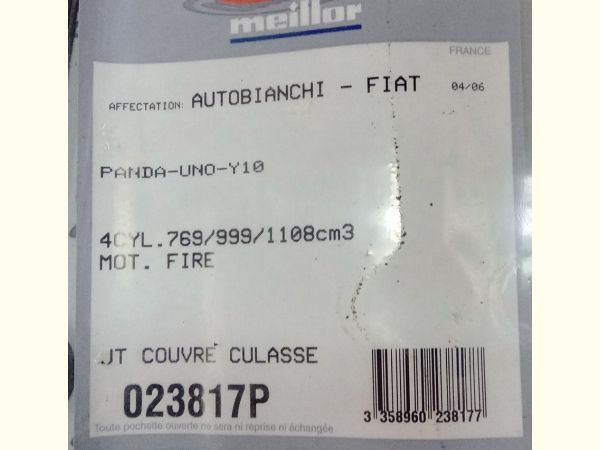 meillor
FRANCE
AFFECTATION: AUTOBIANCHI - FIAT 04/06
PANDA-UNO-Y10
4CYL.769/999/1108cm3
MOT. FIRE
JT COUVRE CULASSE
023817P
3 358960 238177
Toute pochette ouverte ne sera ni reprise ni échangée